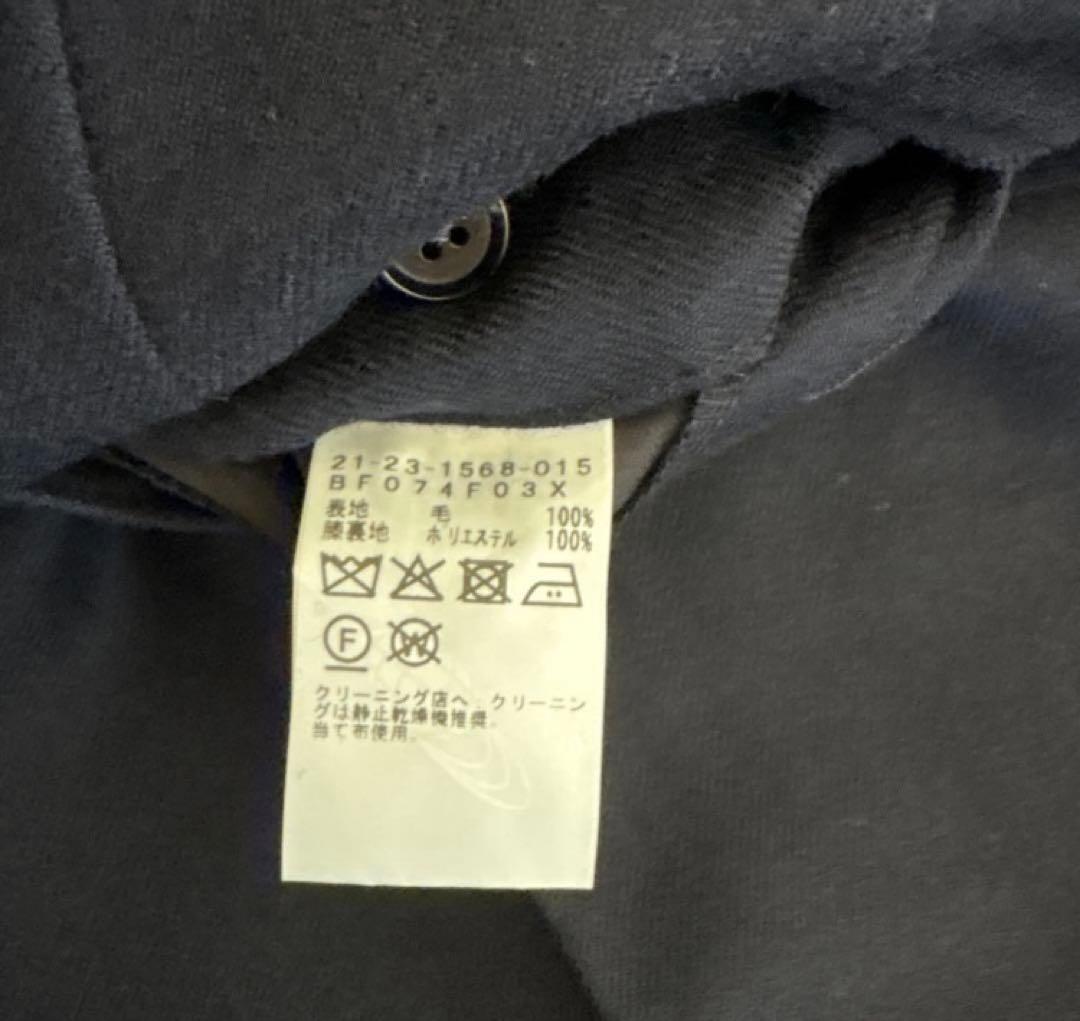 21-23-1568-015
BF074F03X
表地 毛 100%
膝裏地 ポリエステル 100%
F
W
クリーニング店へ.クリーニン
グは静止乾燥機推奨。
当て布使用。